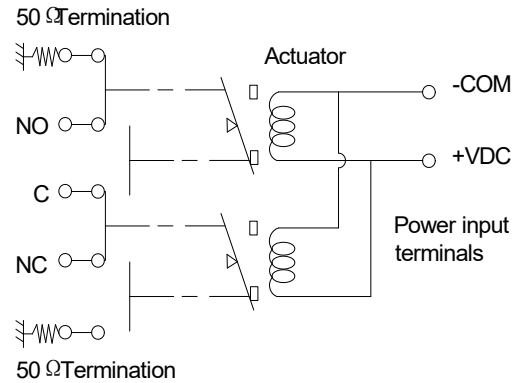 50 ΩTermination
Actuator
-COM
NO
+VDC
C
Power input
terminals
NC
50 ΩTermination